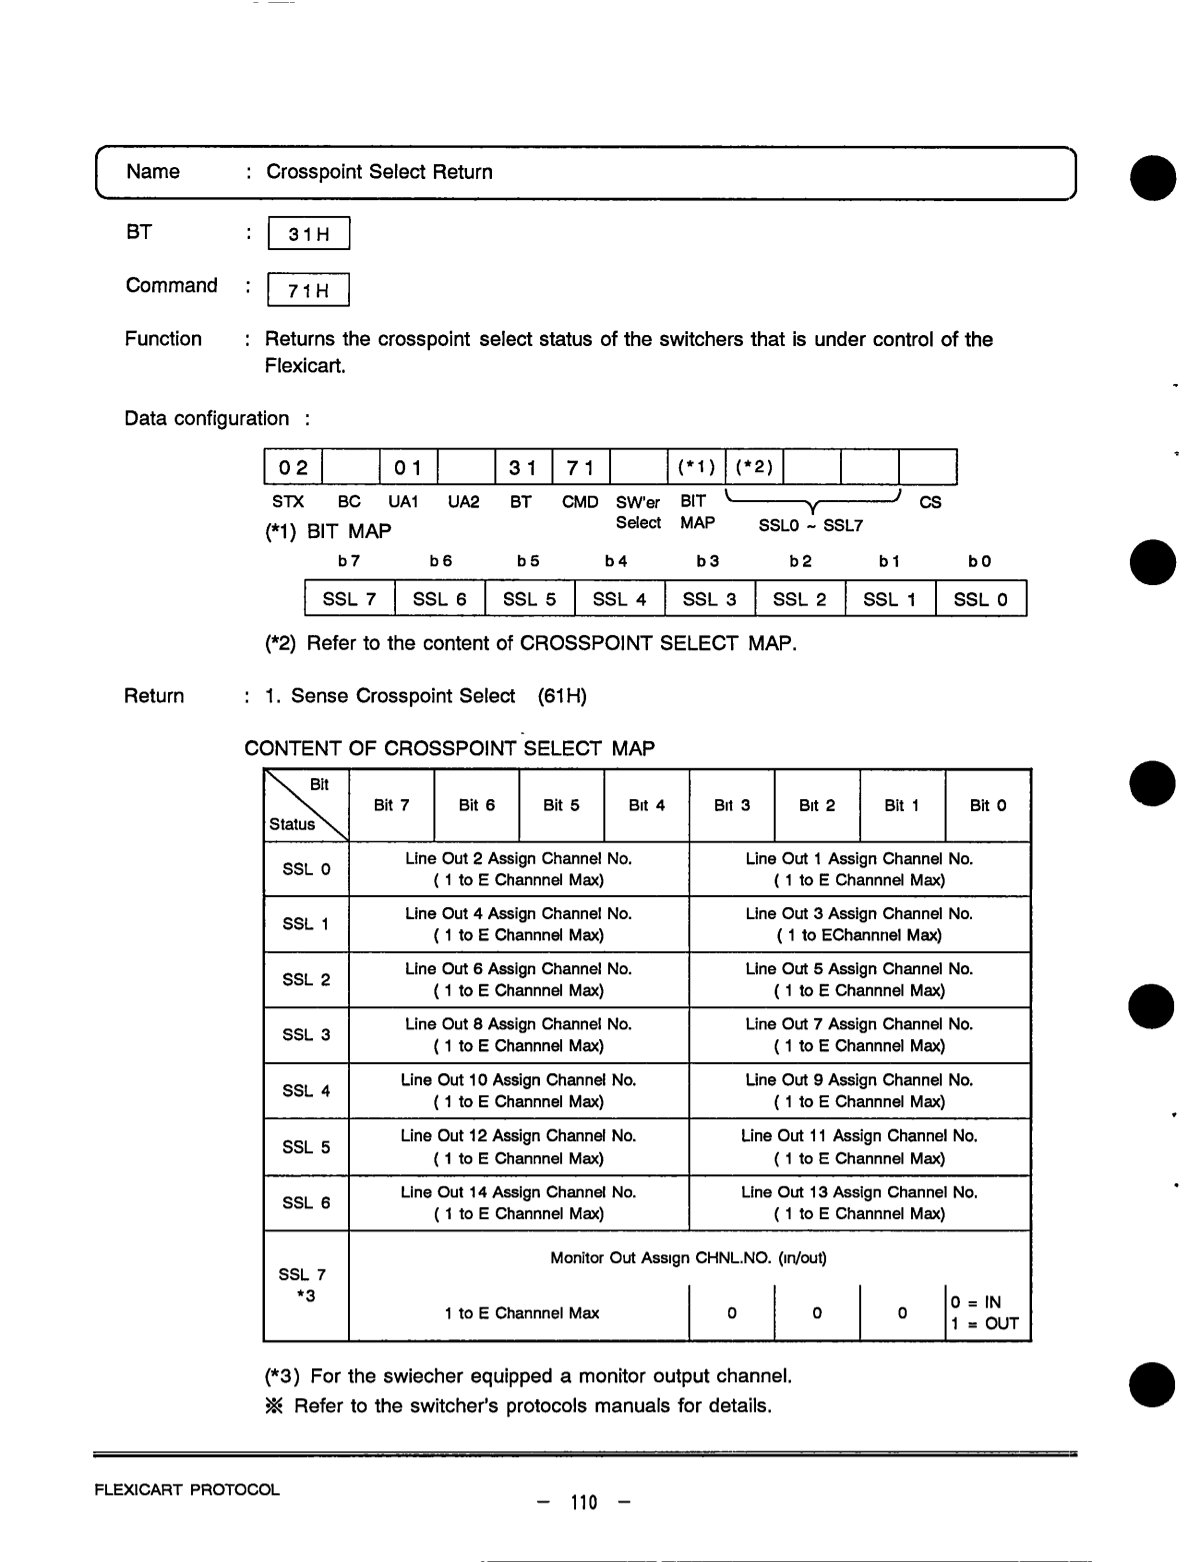 Name : Crosspoint Select Return
BT : 31H
Command : 71H
Function : Returns the crosspoint select status of the switchers that is under control of the
Flexicart.
Data configuration :
02 01 31 71 (*1) (*2)
STX BC UA1 UA2 BT CMD SW'er BIT CS
Select MAP SSL0 ~ SSL7
(*1) BIT MAP
b7 b6 b5 b4 b3 b2 b1 b0
SSL 7 SSL 6 SSL 5 SSL 4 SSL 3 SSL 2 SSL 1 SSL 0
(*2) Refer to the content of CROSSPOINT SELECT MAP.
Return : 1. Sense Crosspoint Select (61H)
CONTENT OF CROSSPOINT SELECT MAP
Bit
Status
Bit 7 Bit 6 Bit 5 Bit 4 Bit 3 Bit 2 Bit 1 Bit 0
SSL 0
Line Out 2 Assign Channel No. Line Out 1 Assign Channel No.
( 1 to E Channnel Max) ( 1 to E Channnel Max)
SSL 1
Line Out 4 Assign Channel No. Line Out 3 Assign Channel No.
( 1 to E Channnel Max) ( 1 to EChannnel Max)
SSL 2
Line Out 6 Assign Channel No. Line Out 5 Assign Channel No.
( 1 to E Channnel Max) ( 1 to E Channnel Max)
SSL 3
Line Out 8 Assign Channel No. Line Out 7 Assign Channel No.
( 1 to E Channnel Max) ( 1 to E Channnel Max)
SSL 4
Line Out 10 Assign Channel No. Line Out 9 Assign Channel No.
( 1 to E Channnel Max) ( 1 to E Channnel Max)
SSL 5
Line Out 12 Assign Channel No. Line Out 11 Assign Channel No.
( 1 to E Channnel Max) ( 1 to E Channnel Max)
SSL 6
Line Out 14 Assign Channel No. Line Out 13 Assign Channel No.
( 1 to E Channnel Max) ( 1 to E Channnel Max)
SSL 7
*3
Monitor Out Assign CHNL.NO. (in/out)
1 to E Channnel Max 0 0 0 0 = IN
1 = OUT
(*3) For the swiecher equipped a monitor output channel.
※ Refer to the switcher's protocols manuals for details.
FLEXICART PROTOCOL
– 110 –